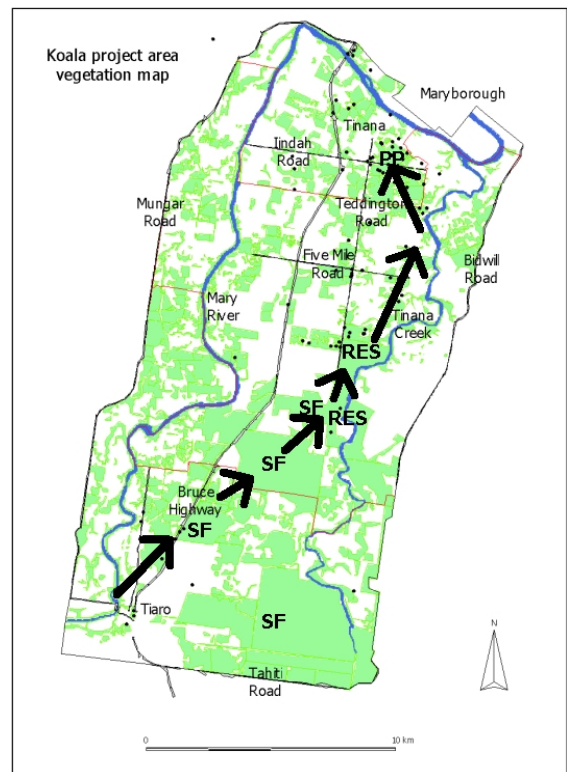 Koala project area
vegetation map
Maryborough
Tinana
Iindah
Road
PP
Mungar
Road
Teddington
Road
Five Mile
Road
Bidwill
Road
Mary
River
Tinana
Creek
RES
SF
RES
SF
Bruce
Highway
SF
Tiaro
SF
N
Tahiti
Road
0
10 km